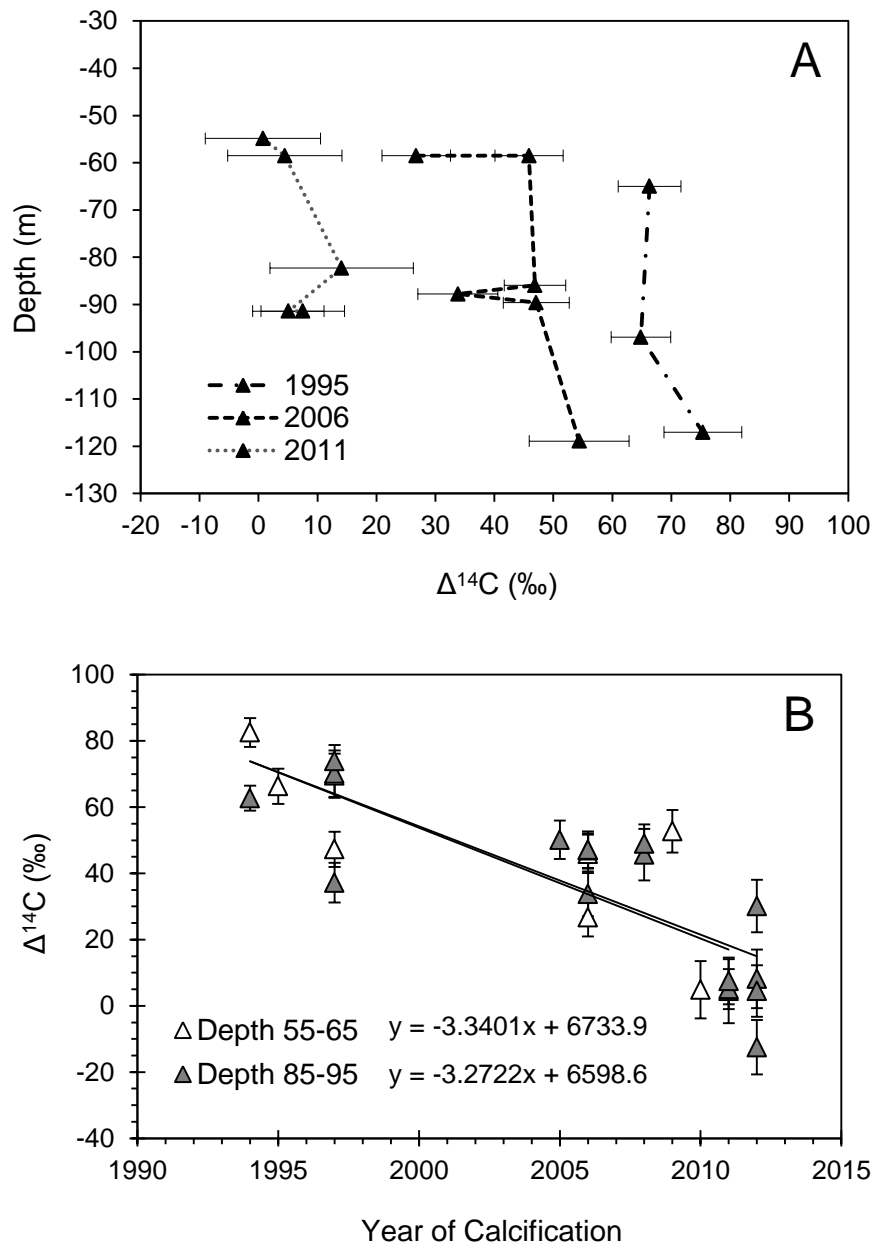 A
-30
-40
-50
-60
-70
-80
-90
-100
-110
-120
-130
Depth (m)
1995
2006
2011
-20 -10 0 10 20 30 40 50 60 70 80 90 100
Δ¹⁴C (‰)
B
100
80
60
40
20
0
-20
-40
Δ¹⁴C (‰)
Depth 55-65 y = -3.3401x + 6733.9
Depth 85-95 y = -3.2722x + 6598.6
1990 1995 2000 2005 2010 2015
Year of Calcification